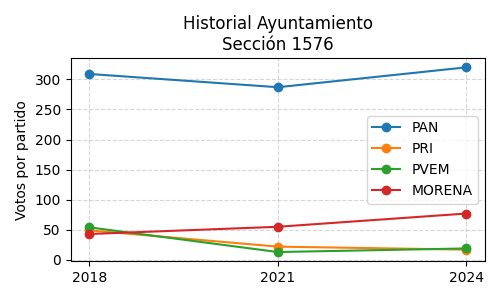 Historial Ayuntamiento
Sección 1576
Votos por partido
300
250
200
150
100
50
0
2018
2021
2024
PAN
PRI
PVEM
MORENA